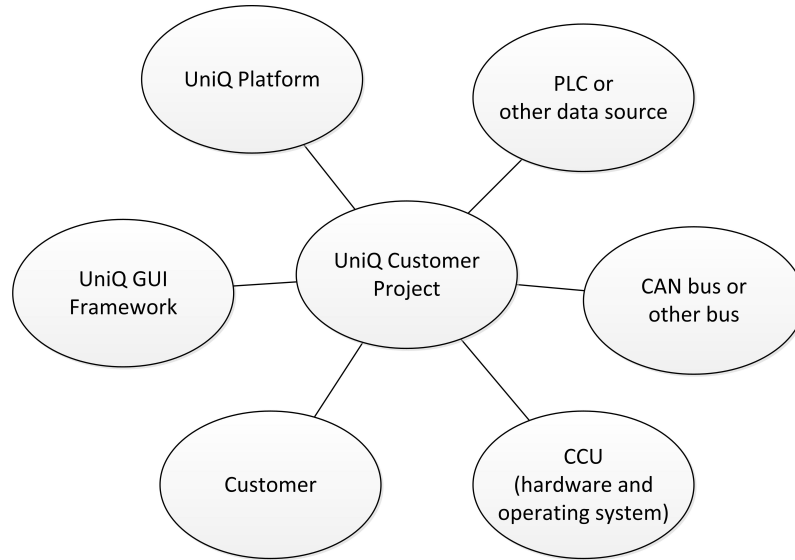 UniQ Platform
PLC or
other data source
UniQ GUI
Framework
UniQ Customer
Project
CAN bus or
other bus
Customer
CCU
(hardware and
operating system)